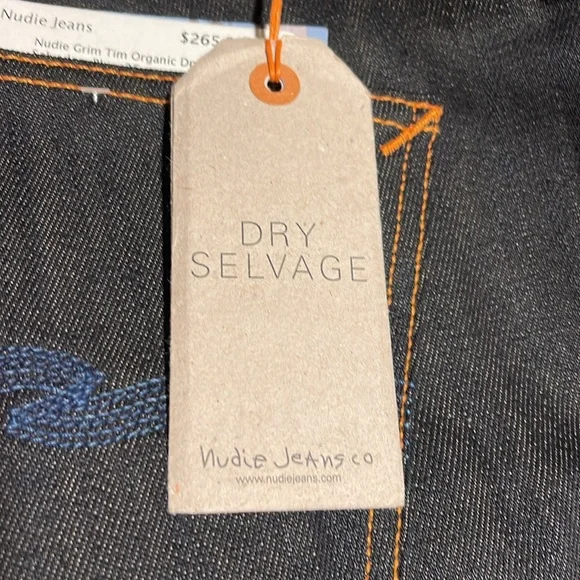 Nudie Jeans
$265
Nudie Grim Tim Organic
DRY
SELVAGE
nudie Jeans co
www.nudiejeans.com